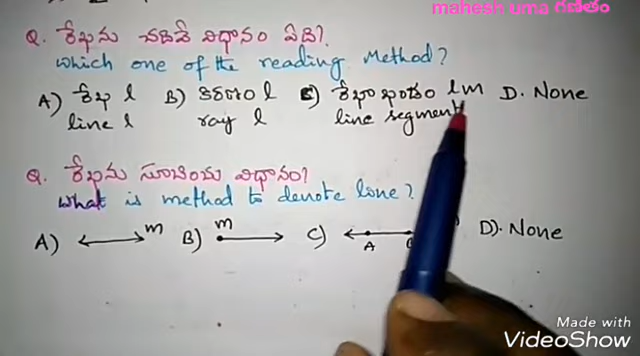 mahesh uma గణితం
Q. రేఖను చదివే విధానం ఏది?
Which one of the reading Method?
A) రేఖ l B) కిరణం l C) రేఖా ఖండం lm D. None
line l ray l line segment
Q. రేఖను సూచించు విధానం?
What is method to denote line?
A) m B) m C) A D). None
Made with
VideoShow